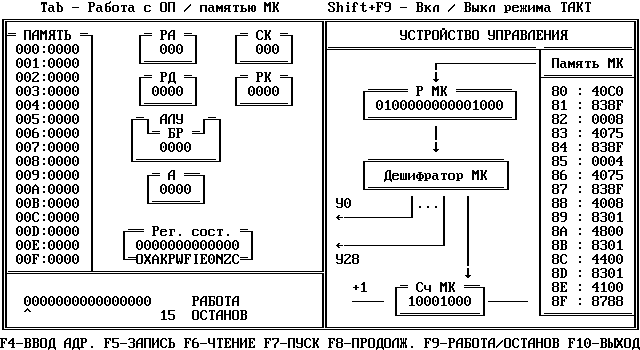 Tab - Работа с ОП / памятью МК Shift+F9 - Вкл / Выкл режима ТАКТ
ПАМЯТЬ
000:0000
001:0000
002:0000
003:0000
004:0000
005:0000
006:0000
007:0000
008:0000
009:0000
00A:0000
00B:0000
00C:0000
00D:0000
00E:0000
00F:0000
РА
000
СК
000
РД
0000
РК
0000
АЛУ
БР
0000
А
0000
Рег. сост.
0000000000000
OXAKPWFIE0NZC
0000000000000000 РАБОТА
^ 15 ОСТАНОВ
УСТРОЙСТВО УПРАВЛЕНИЯ
Р МК
0100000000001000
Дешифратор МК
У0
...
У28
+1
Сч МК
10001000
Память МК
80 : 40C0
81 : 838F
82 : 0008
83 : 4075
84 : 838F
85 : 0004
86 : 4075
87 : 838F
88 : 4008
89 : 8301
8A : 4800
8B : 8301
8C : 4400
8D : 8301
8E : 4100
8F : 8788
F4-ВВОД АДР. F5-ЗАПИСЬ F6-ЧТЕНИЕ F7-ПУСК F8-ПРОДОЛЖ. F9-РАБОТА/ОСТАНОВ F10-ВЫХОД